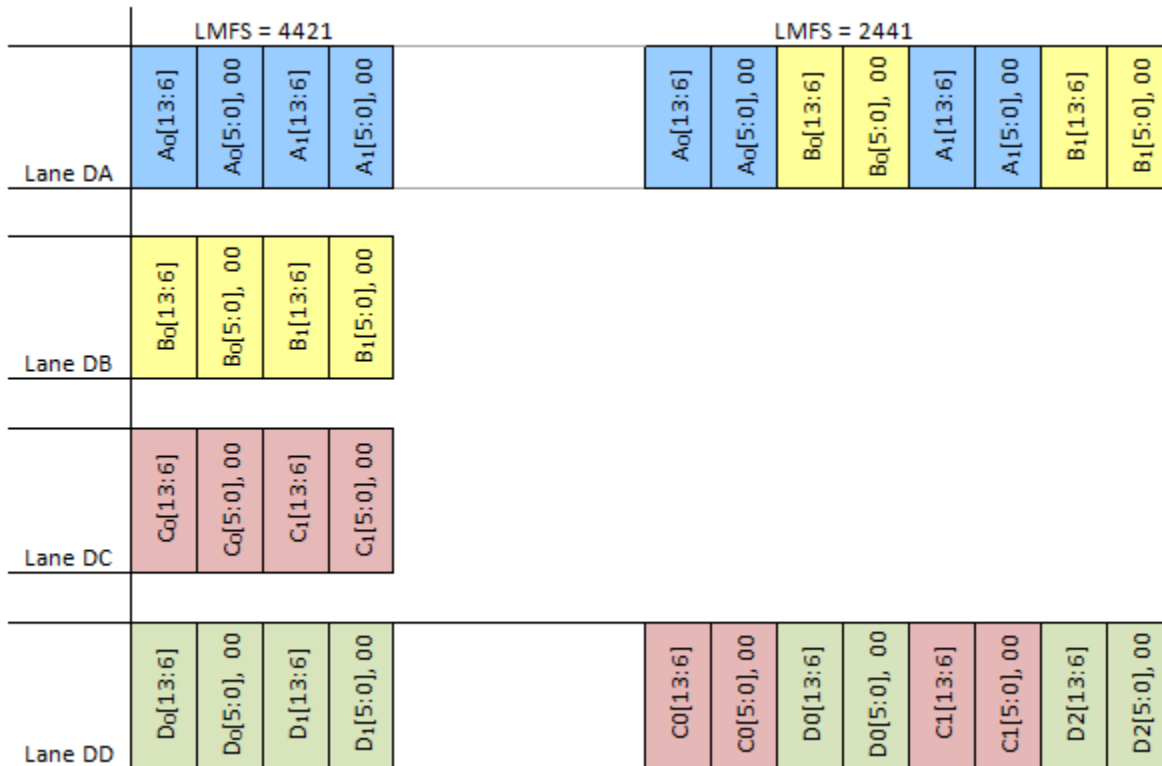 LMFS = 4421 LMFS = 2441
Lane DA A₀[13:6] A₀[5:0], 00 A₁[13:6] A₁[5:0], 00 A₀[13:6] A₀[5:0], 00 B₀[13:6] B₀[5:0], 00 A₁[13:6] A₁[5:0], 00 B₁[13:6] B₁[5:0], 00
Lane DB B₀[13:6] B₀[5:0], 00 B₁[13:6] B₁[5:0], 00
Lane DC C₀[13:6] C₀[5:0], 00 C₁[13:6] C₁[5:0], 00
Lane DD D₀[13:6] D₀[5:0], 00 D₁[13:6] D₁[5:0], 00 C0[13:6] C0[5:0], 00 D0[13:6] D0[5:0], 00 C1[13:6] C1[5:0], 00 D2[13:6] D2[5:0], 00